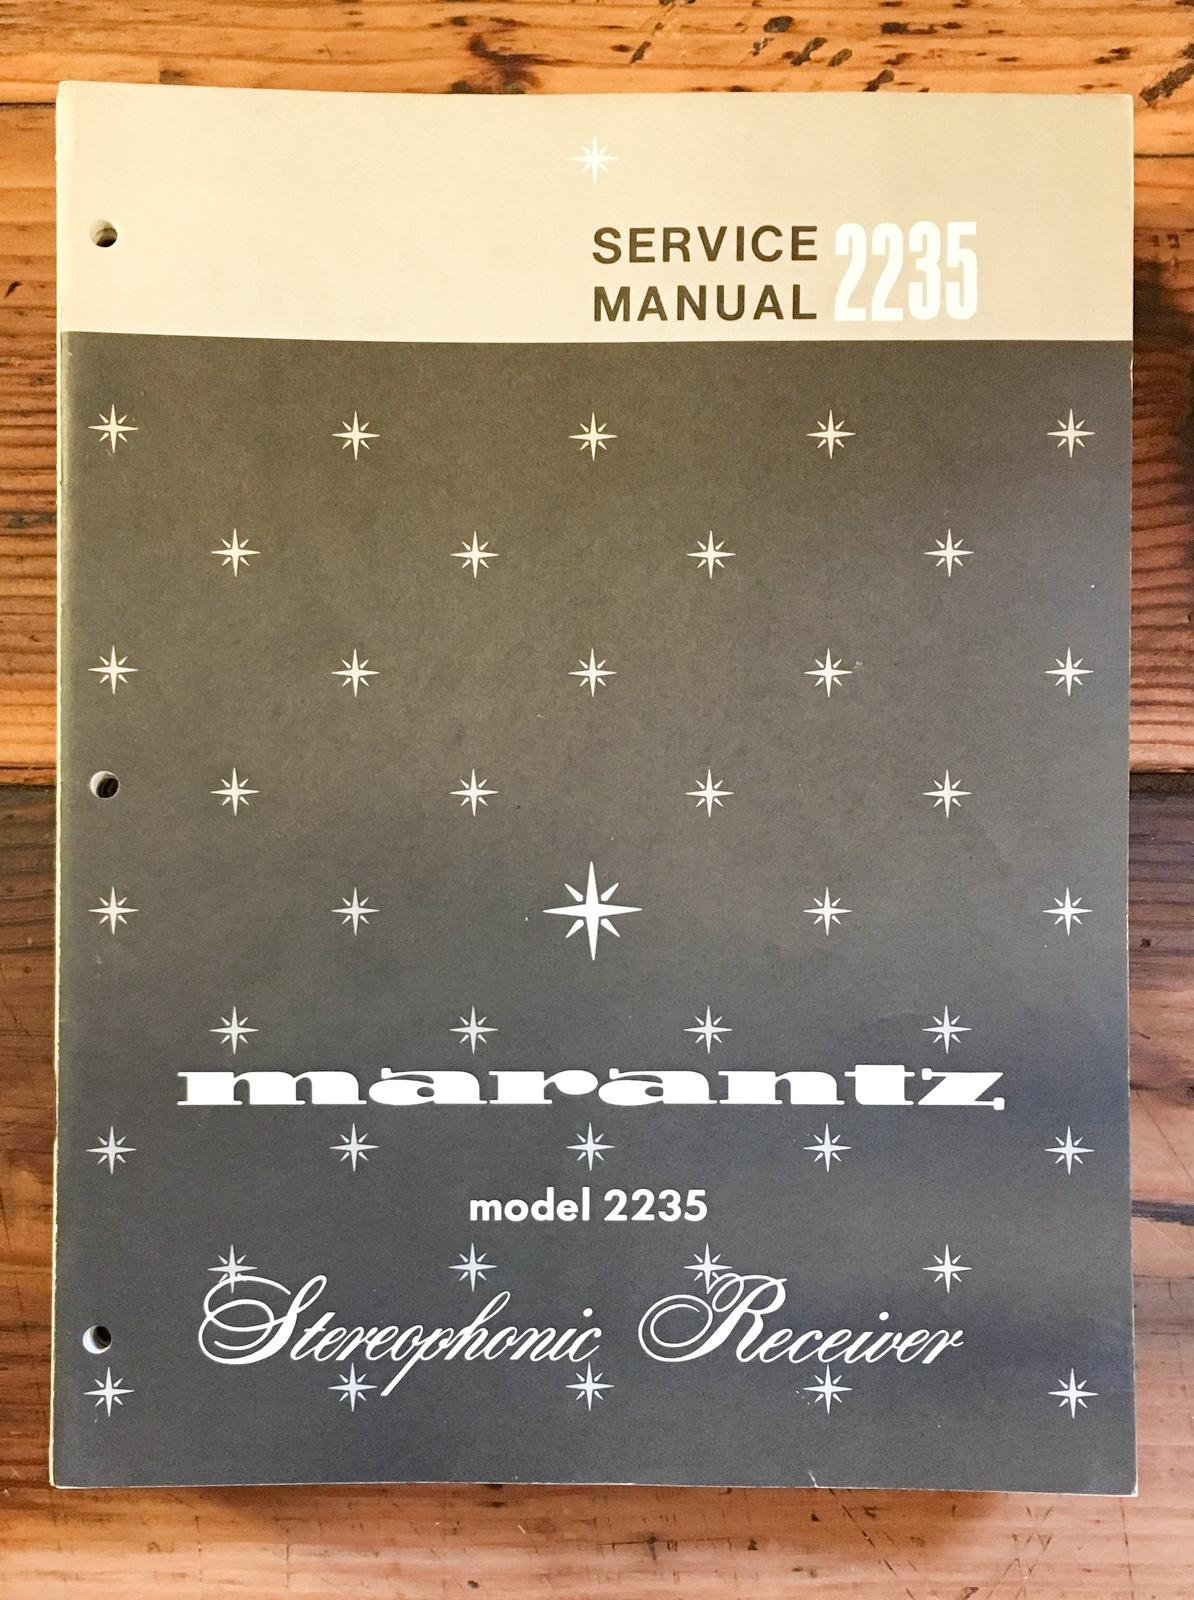 SERVICE
MANUAL 2235
marantz
model 2235
Stereophonic Receiver